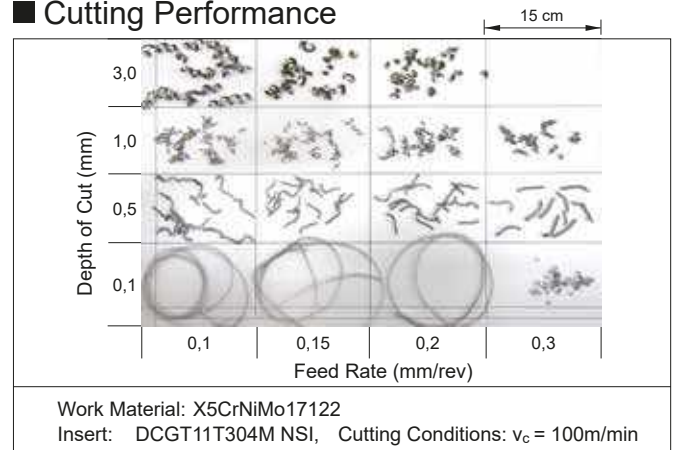 ■ Cutting Performance
15 cm
Depth of Cut (mm)
3,0
1,0
0,5
0,1
0,1 0,15 0,2 0,3
Feed Rate (mm/rev)
Work Material: X5CrNiMo17122
Insert: DCGT11T304M NSI, Cutting Conditions: vc = 100m/min